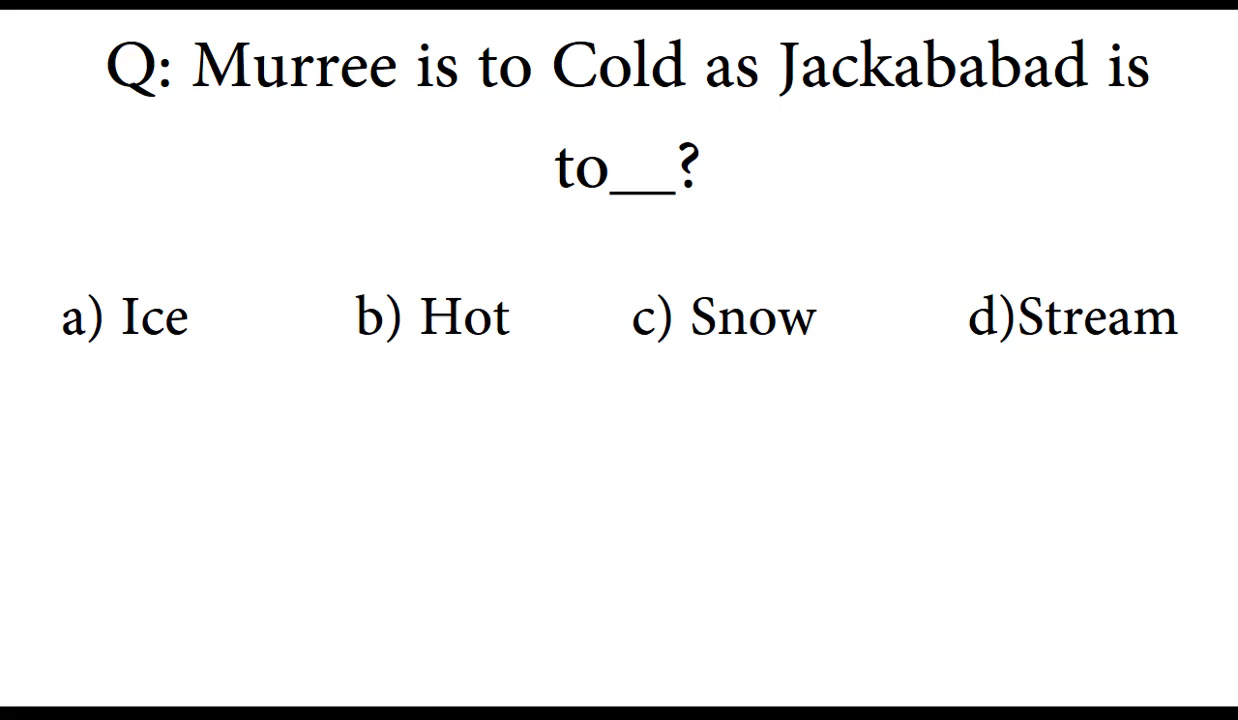 Q: Murree is to Cold as Jackababad is
to__?
a) Ice b) Hot c) Snow d)Stream